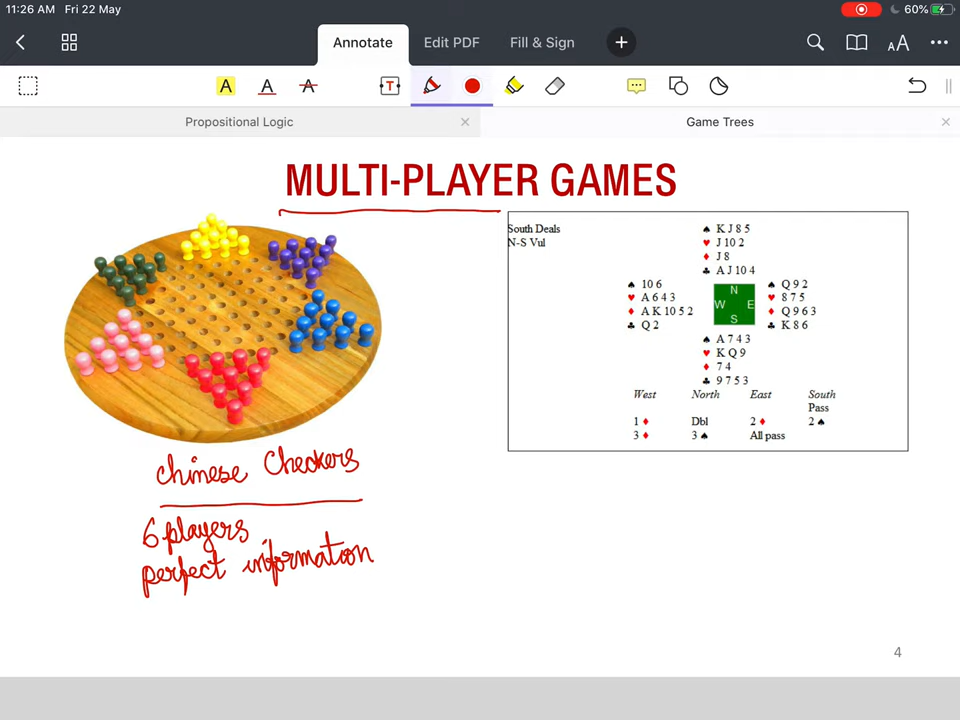 11:26 AM Fri 22 May
60%
Annotate Edit PDF Fill & Sign
A A A T AA
Propositional Logic
Game Trees
MULTI-PLAYER GAMES
South Deals
N-S Vul
♠ K J 8 5
♥ J 10 2
♦ J 8
♣ A J 10 4
♠ 10 6
♥ A 6 4 3
♦ A K 10 5 2
♣ Q 2
N
W E
S
♠ Q 9 2
♥ 8 7 5
♦ Q 9 6 3
♣ K 8 6
♠ A 7 4 3
♥ K Q 9
♦ 7 4
♣ 9 7 5 3
West North East South
Pass
1 ♦ Dbl 2 ♦ 2 ♠
3 ♦ 3 ♠ All pass
Chinese Checkers
6 players
perfect information
4